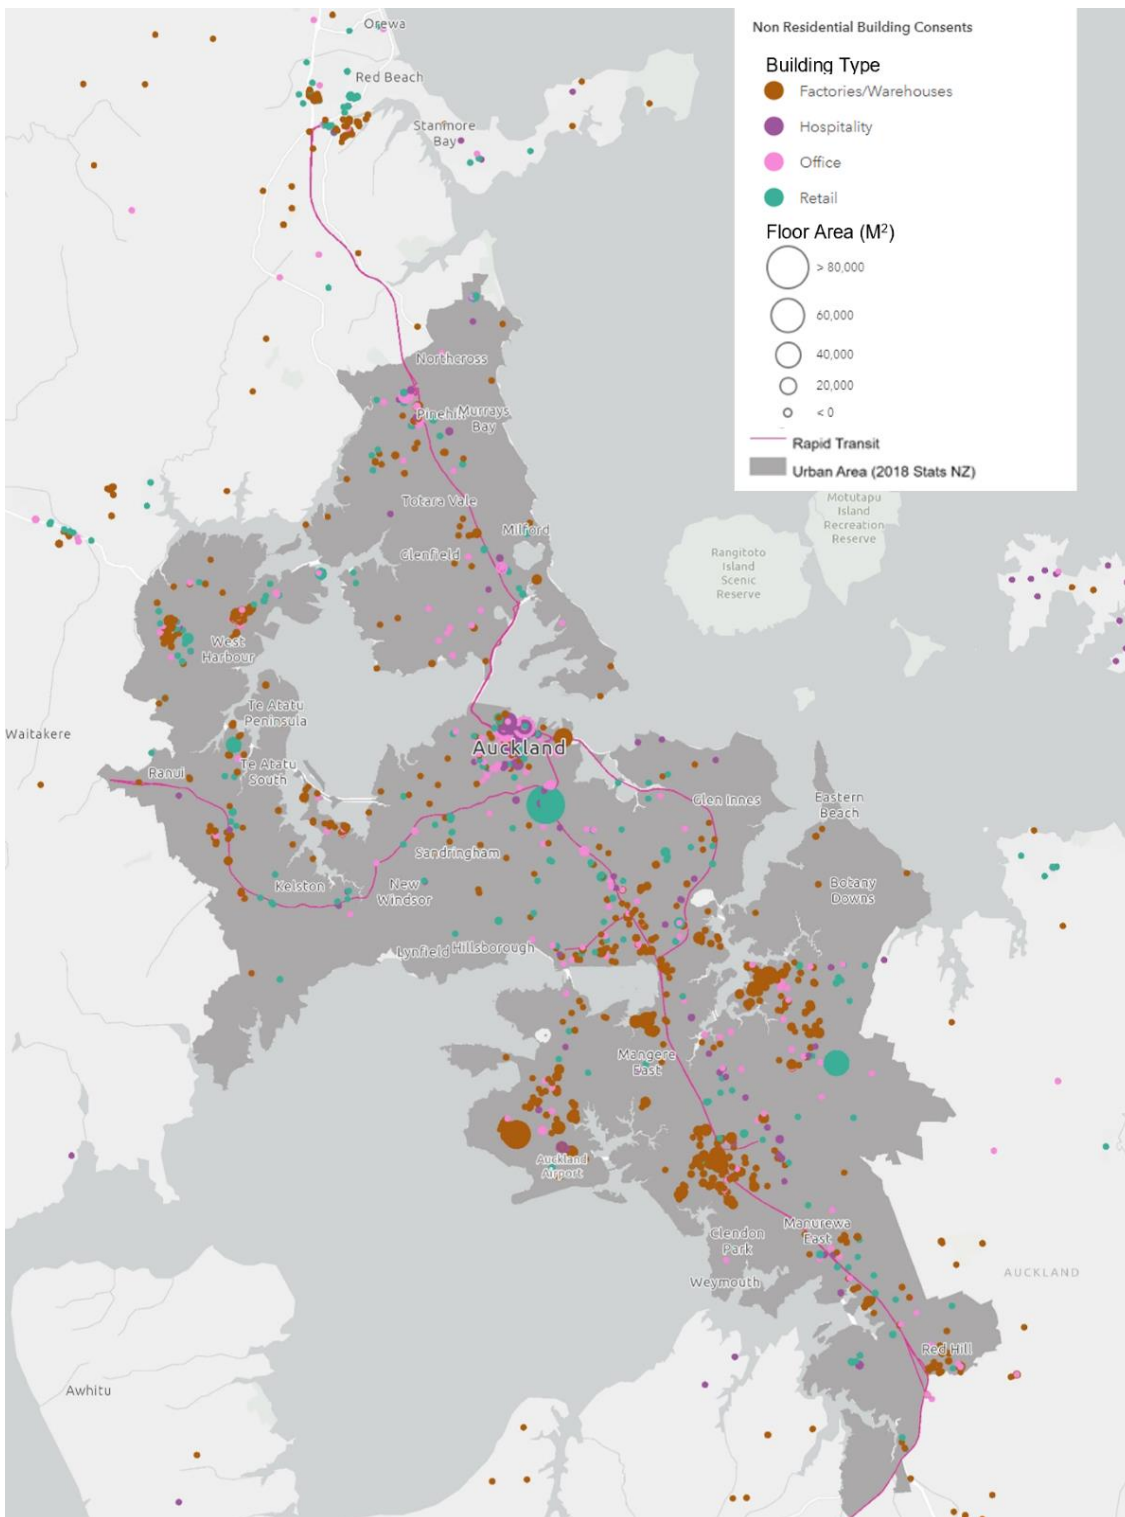 Non Residential Building Consents
Building Type
Factories/Warehouses
Hospitality
Office
Retail
Floor Area (M²)
> 80,000
60,000
40,000
20,000
< 0
Rapid Transit
Urban Area (2018 Stats NZ)
Orewa
Red Beach
Stanmore
Bay
Northcross
Pinehill
Murrays
Bay
Totara Vale
Milford
Glenfield
Motutapu
Island
Recreation
Reserve
Rangitoto
Island
Scenic
Reserve
West
Harbour
Te Atatu
Peninsula
Waitakere
Auckland
Ranui
Te Atatu
South
Glen Innes
Eastern
Beach
Sandringham
Kelston
New
Windsor
Botany
Downs
Lynfield
Hillsborough
Mangere
East
Auckland
Airport
Clendon
Park
Manurewa
East
Weymouth
AUCKLAND
Red Hill
Awhitu